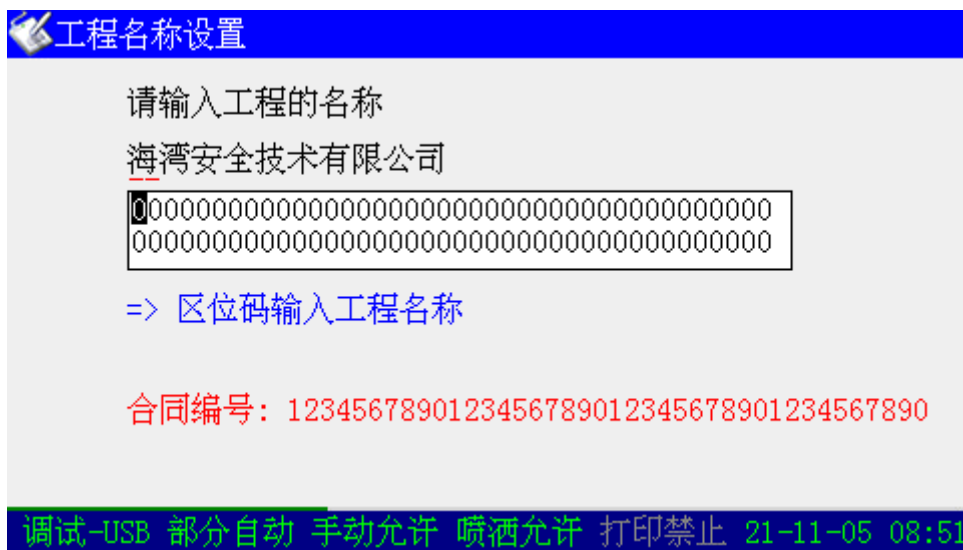 工程名称设置
请输入工程的名称
海湾安全技术有限公司
0000000000000000000000000000000000000000
0000000000000000000000000000000000000000
=> 区位码输入工程名称
合同编号: 1234567890123456789012345678901234567890
调试-USB 部分自动 手动允许 喷洒允许 打印禁止 21-11-05 08:51